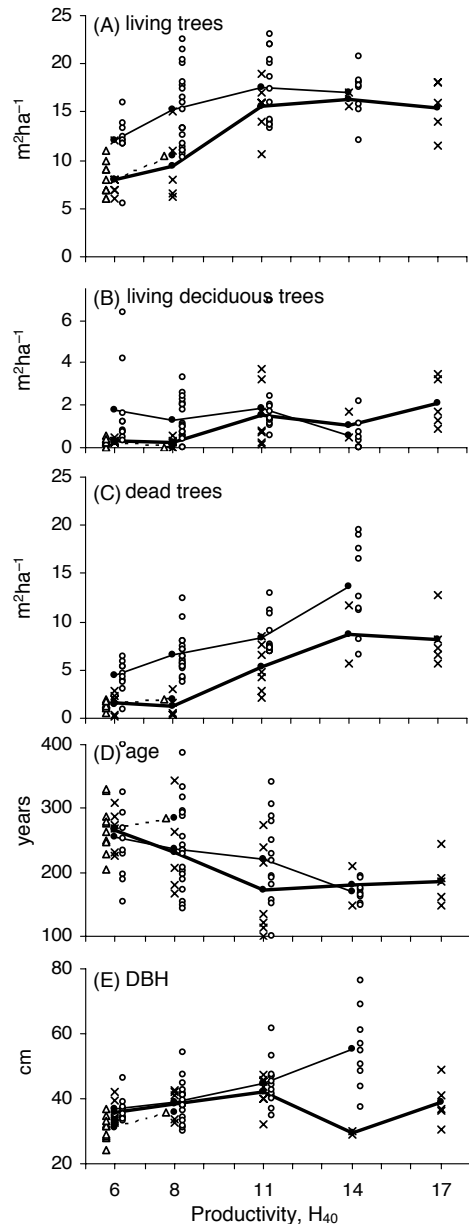 (A) living trees
25
20
15
10
5
0
m²ha⁻¹
(B) living deciduous trees
6
4
2
0
m²ha⁻¹
(C) dead trees
25
20
15
10
5
0
m²ha⁻¹
(D) age
400
300
200
100
years
(E) DBH
80
60
40
20
cm
6 8 11 14 17
Productivity, H₄₀